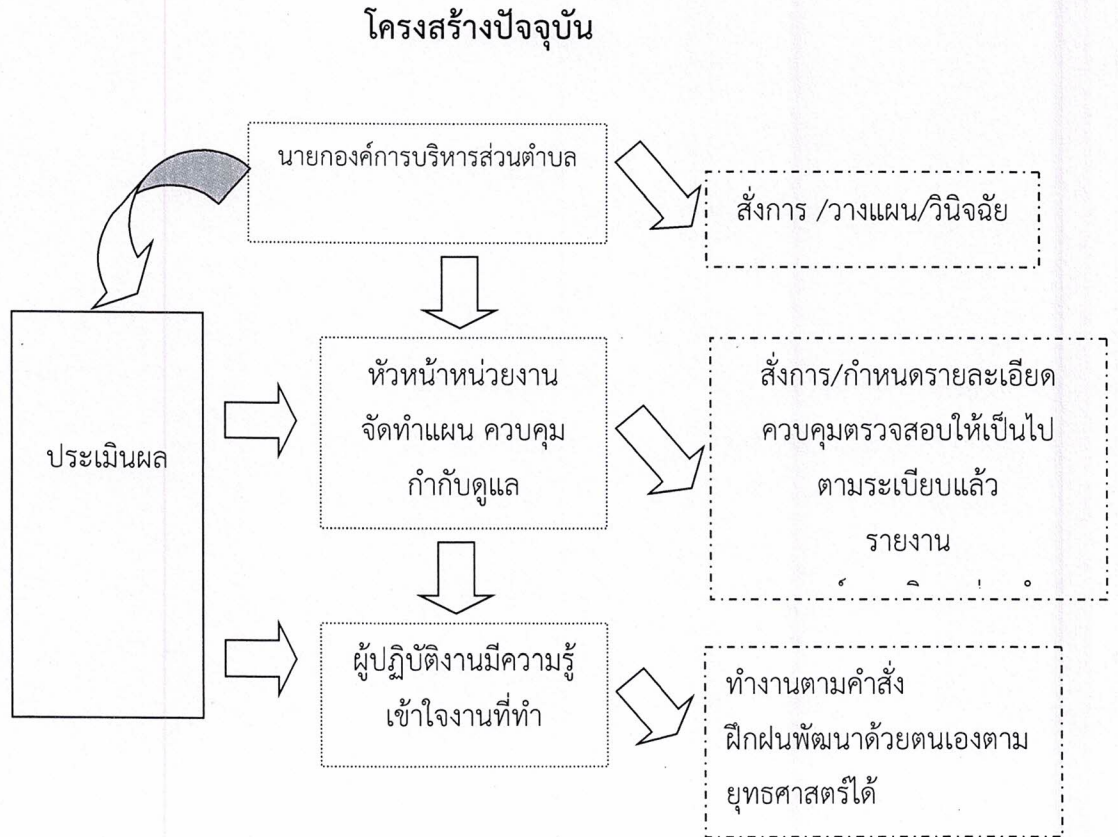 โครงสร้างปัจจุบัน
นายกองค์การบริหารส่วนตำบล
สั่งการ /วางแผน/วินิจฉัย
หัวหน้าหน่วยงาน
จัดทำแผน ควบคุม
กำกับดูแล
สั่งการ/กำหนดรายละเอียด
ควบคุมตรวจสอบให้เป็นไป
ตามระเบียบแล้ว
รายงาน
ประเมินผล
ผู้ปฏิบัติงานมีความรู้
เข้าใจงานที่ทำ
ทำงานตามคำสั่ง
ฝึกฝนพัฒนาด้วยตนเองตาม
ยุทธศาสตร์ได้